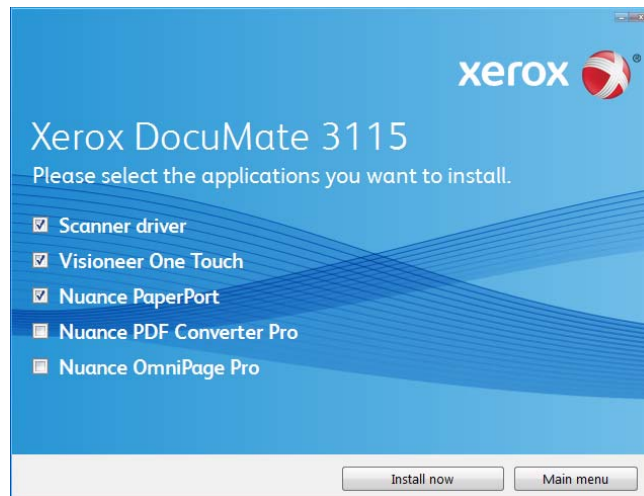 xerox ®
Xerox DocuMate 3115
Please select the applications you want to install.
Scanner driver
Visioneer One Touch
Nuance PaperPort
Nuance PDF Converter Pro
Nuance OmniPage Pro
Install now Main menu